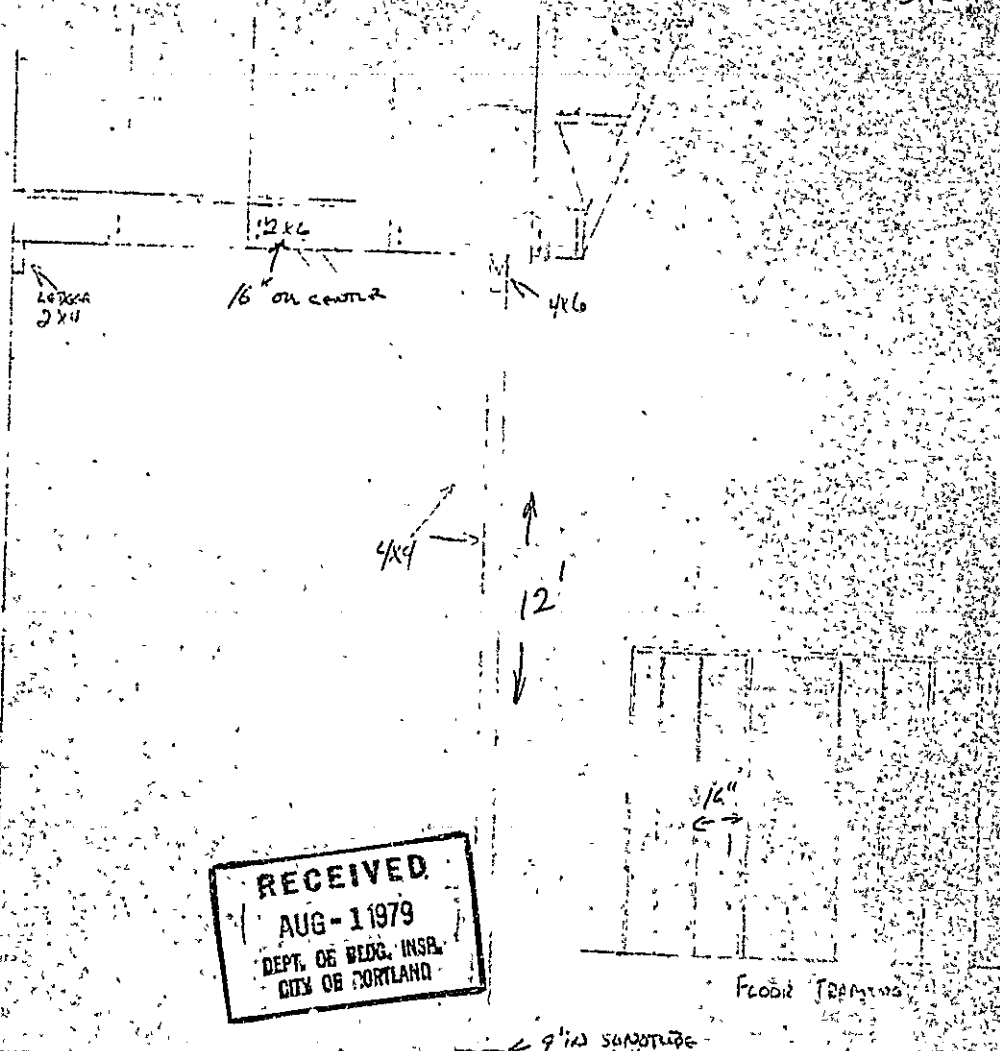 2X6
16" ON CENTER
LEDGER
2X4
4X6
4X4
12'
16"
RECEIVED
AUG-1 1979
DEPT. OF BLDG. INSP.
CITY OF PORTLAND
FLOOR FRAMING
IN SONOTUBE